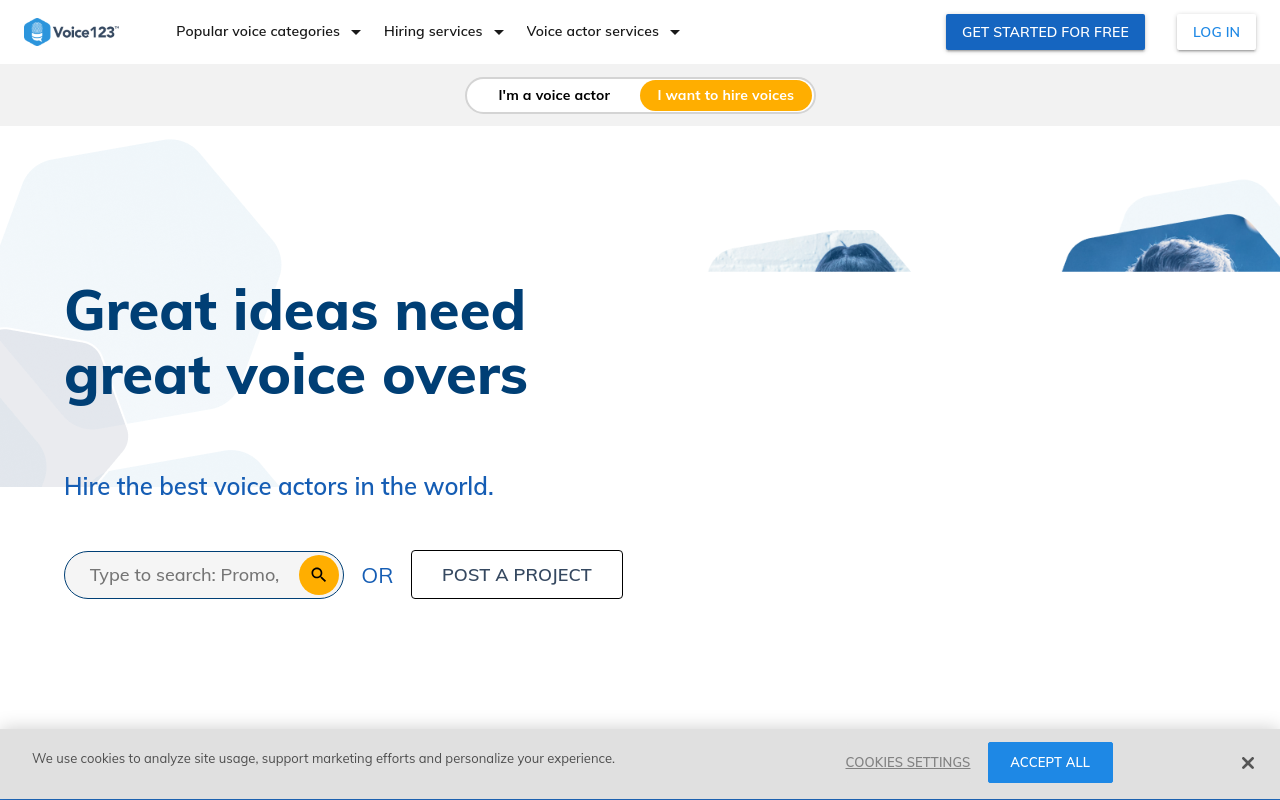 Voice123™
Popular voice categories
Hiring services
Voice actor services
GET STARTED FOR FREE
LOG IN
I'm a voice actor
I want to hire voices
Great ideas need
great voice overs
Hire the best voice actors in the world.
Type to search: Promo,
OR
POST A PROJECT
We use cookies to analyze site usage, support marketing efforts and personalize your experience.
COOKIES SETTINGS
ACCEPT ALL